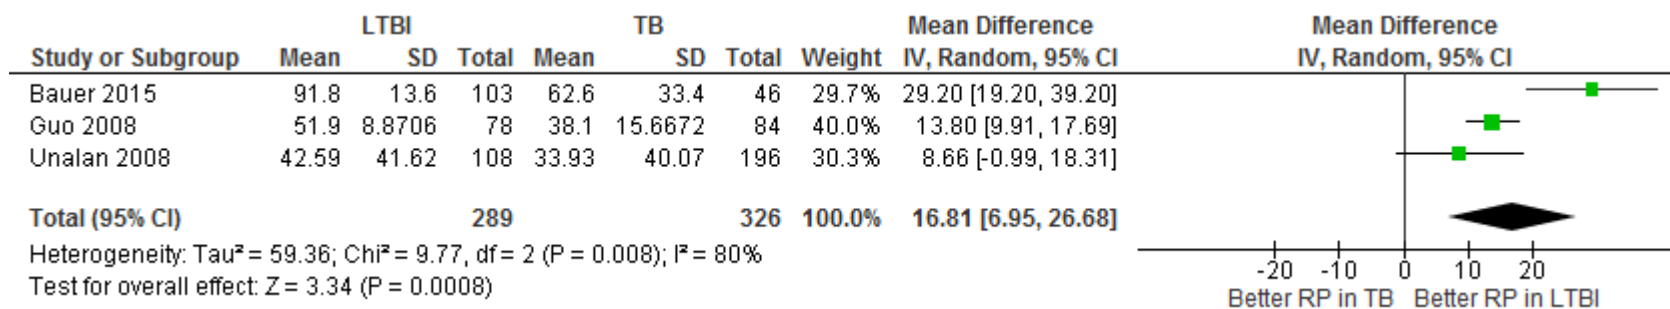 LTBI TB Mean Difference Mean Difference
Study or Subgroup Mean SD Total Mean SD Total Weight IV, Random, 95% CI IV, Random, 95% CI
Bauer 2015 91.8 13.6 103 62.6 33.4 46 29.7% 29.20 [19.20, 39.20]
Guo 2008 51.9 8.8706 78 38.1 15.6672 84 40.0% 13.80 [9.91, 17.69]
Unalan 2008 42.59 41.62 108 33.93 40.07 196 30.3% 8.66 [-0.99, 18.31]
Total (95% CI) 289 326 100.0% 16.81 [6.95, 26.68]
Heterogeneity: Tau² = 59.36; Chi² = 9.77, df = 2 (P = 0.008); I² = 80%
Test for overall effect: Z = 3.34 (P = 0.0008)
-20 -10 0 10 20
Better RP in TB Better RP in LTBI